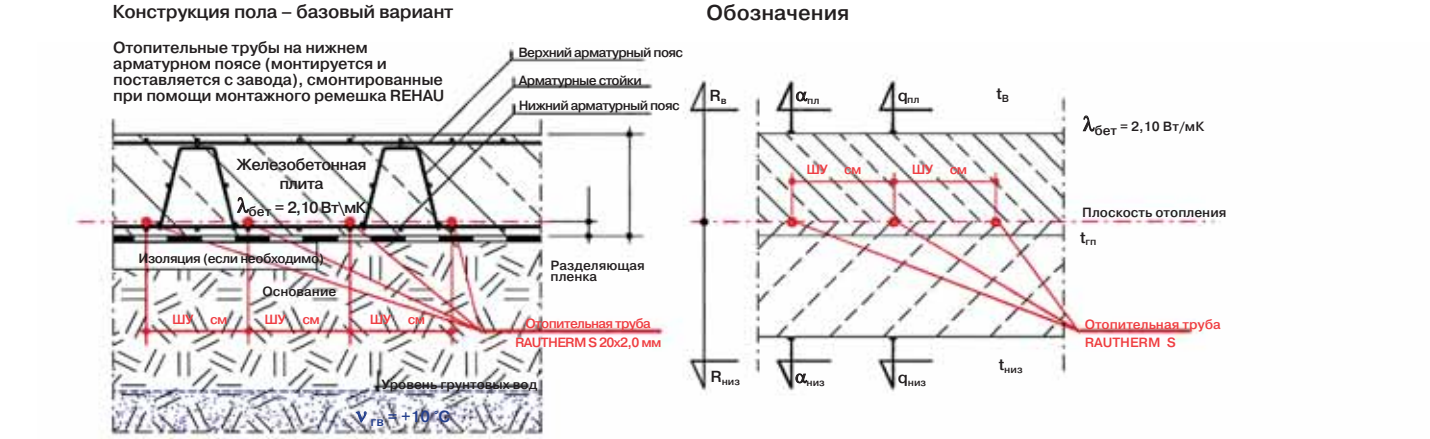 Конструкция пола – базовый вариант
Отопительные трубы на нижнем
арматурном поясе (монтируется и
поставляется с завода), смонтированные
при помощи монтажного ремешка REHAU
Верхний арматурный пояс
Арматурные стойки
Нижний арматурный пояс
Железобетонная
плита
λбет = 2,10 Вт\мК
Изоляция (если необходимо)
Основание
Разделяющая
пленка
ШУ см ШУ см ШУ см
Отопительная труба
RAUTHERM S 20x2,0 мм
Уровень грунтовых вод
νгв = +10°C
Обозначения
Rв αпл qпл tВ
λбет = 2,10 Вт/мК
ШУ см ШУ см
Плоскость отопления
tгп
Отопительная труба
RAUTHERM S
Rниз αниз qниз tниз